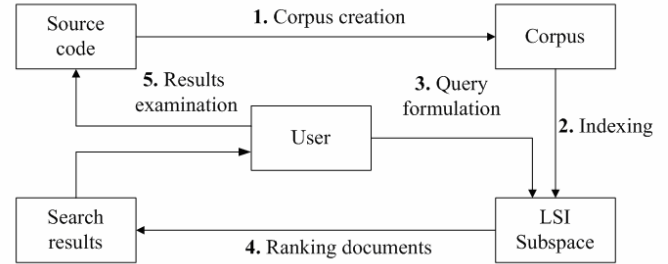 Source
code
1. Corpus creation
Corpus
5. Results
examination
3. Query
formulation
User
2. Indexing
Search
results
4. Ranking documents
LSI
Subspace